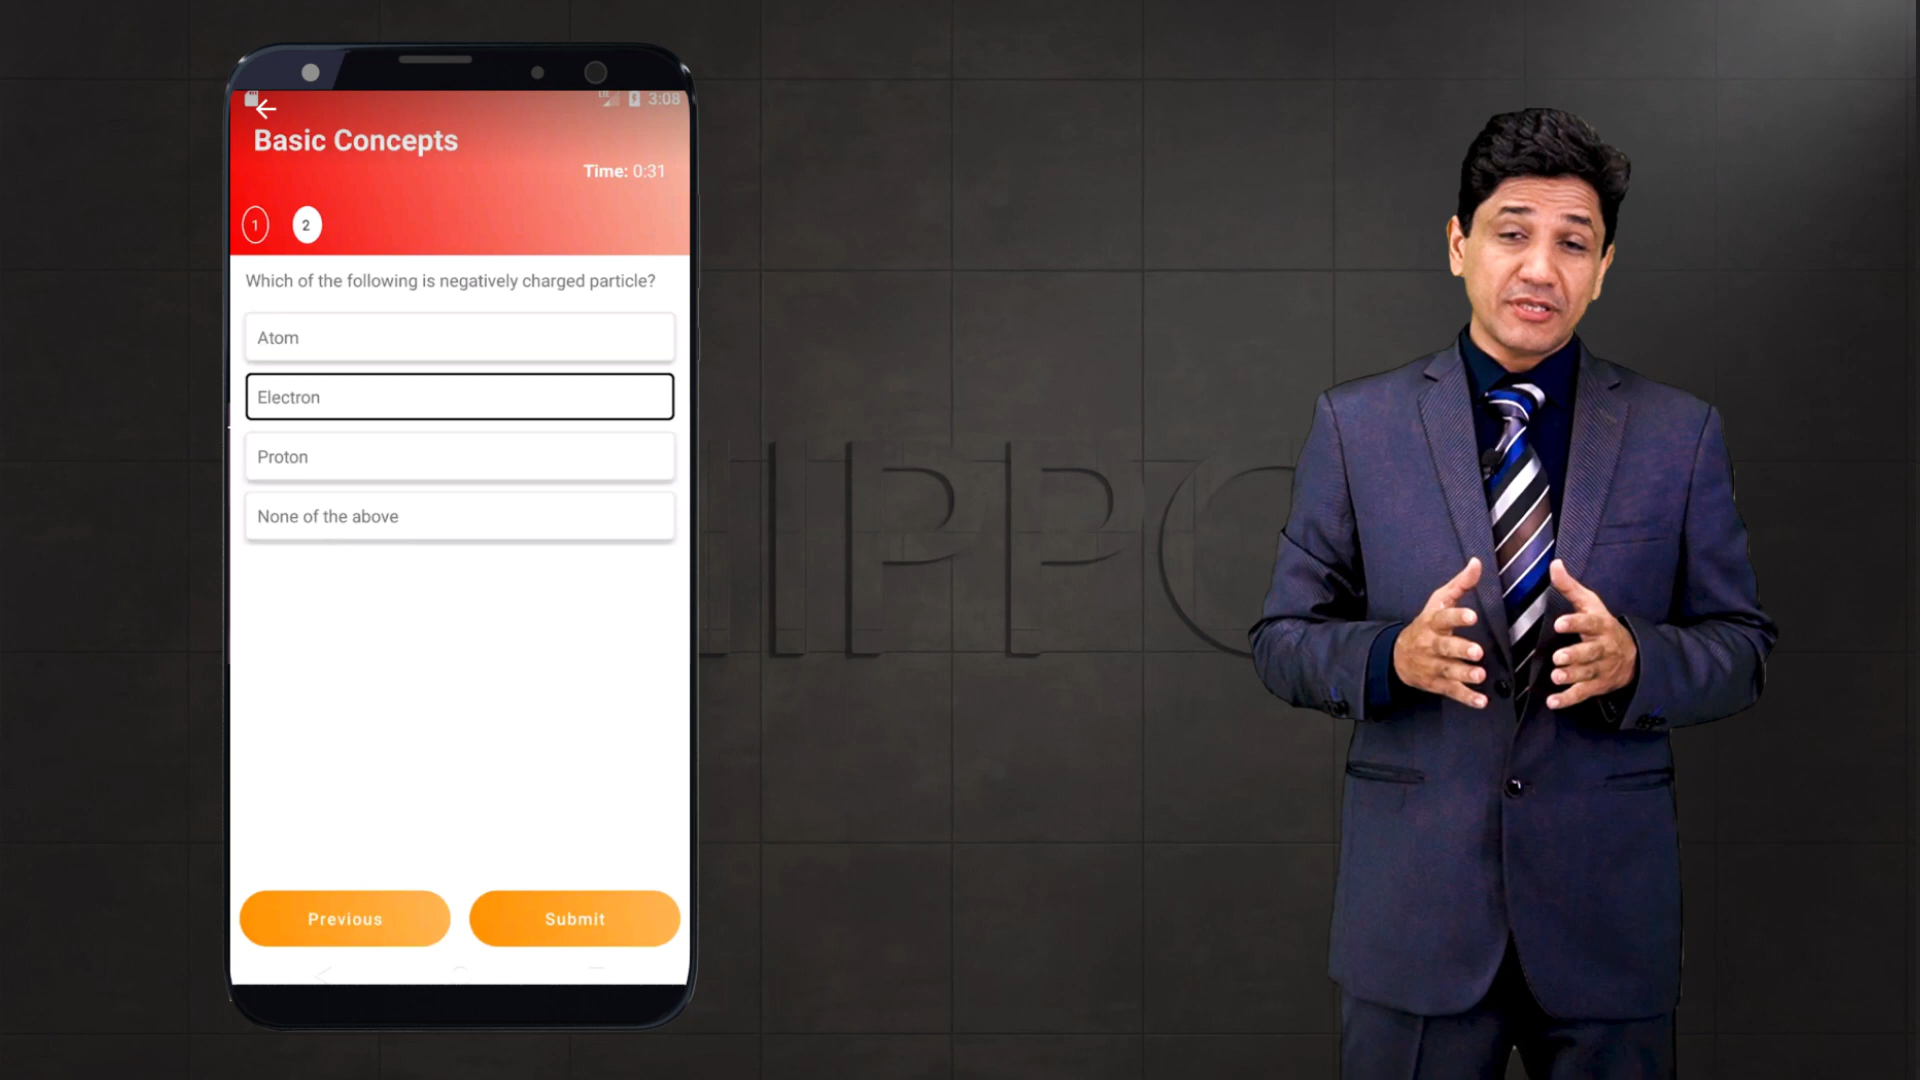 3:08
Basic Concepts
Time: 0:31
1 2
Which of the following is negatively charged particle?
Atom
Electron
Proton
None of the above
Previous Submit